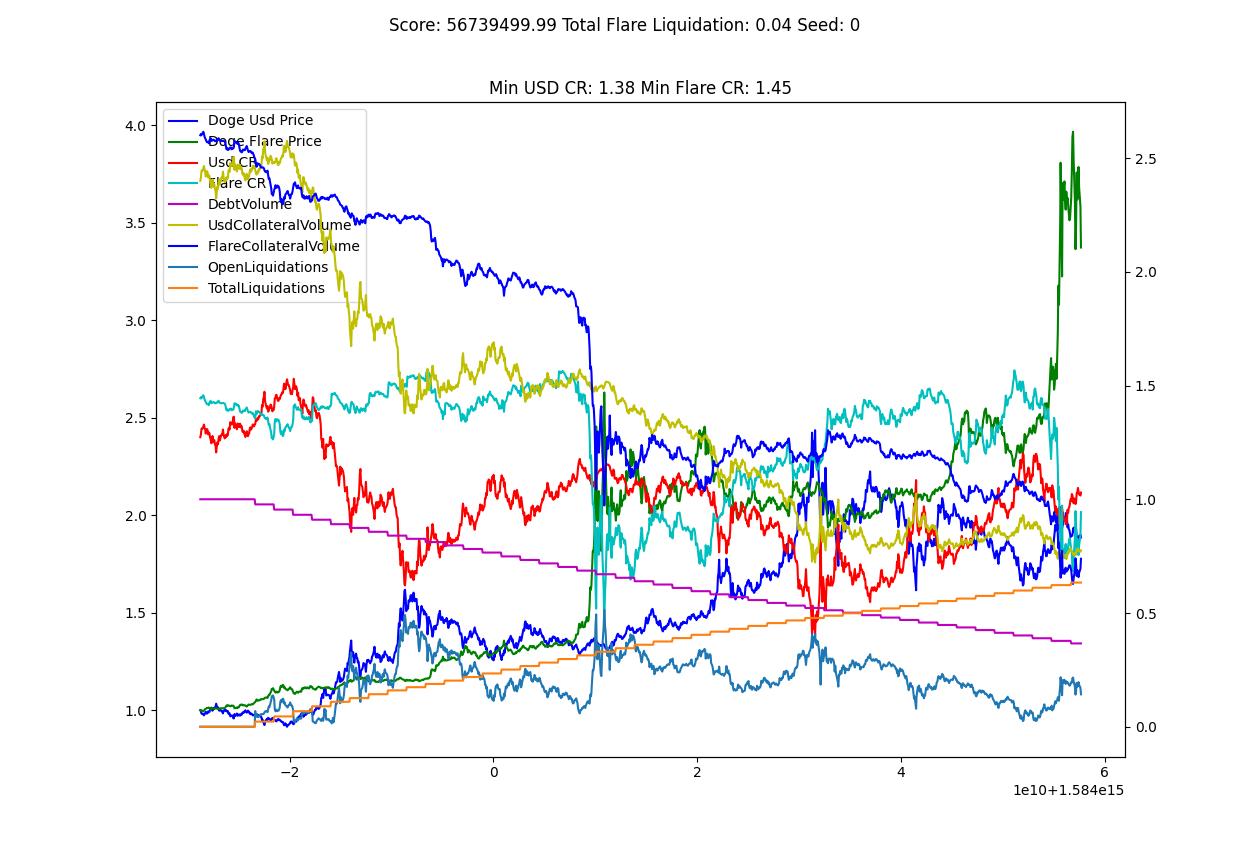 Score: 56739499.99 Total Flare Liquidation: 0.04 Seed: 0
Min USD CR: 1.38 Min Flare CR: 1.45
Doge Usd Price
Doge Flare Price
Usd CR
Flare CR
DebtVolume
UsdCollateralVolume
FlareCollateralVolume
OpenLiquidations
TotalLiquidations
4.0
3.5
3.0
2.5
2.0
1.5
1.0
2.5
2.0
1.5
1.0
0.5
0.0
−2 0 2 4 6
1e10+1.584e15